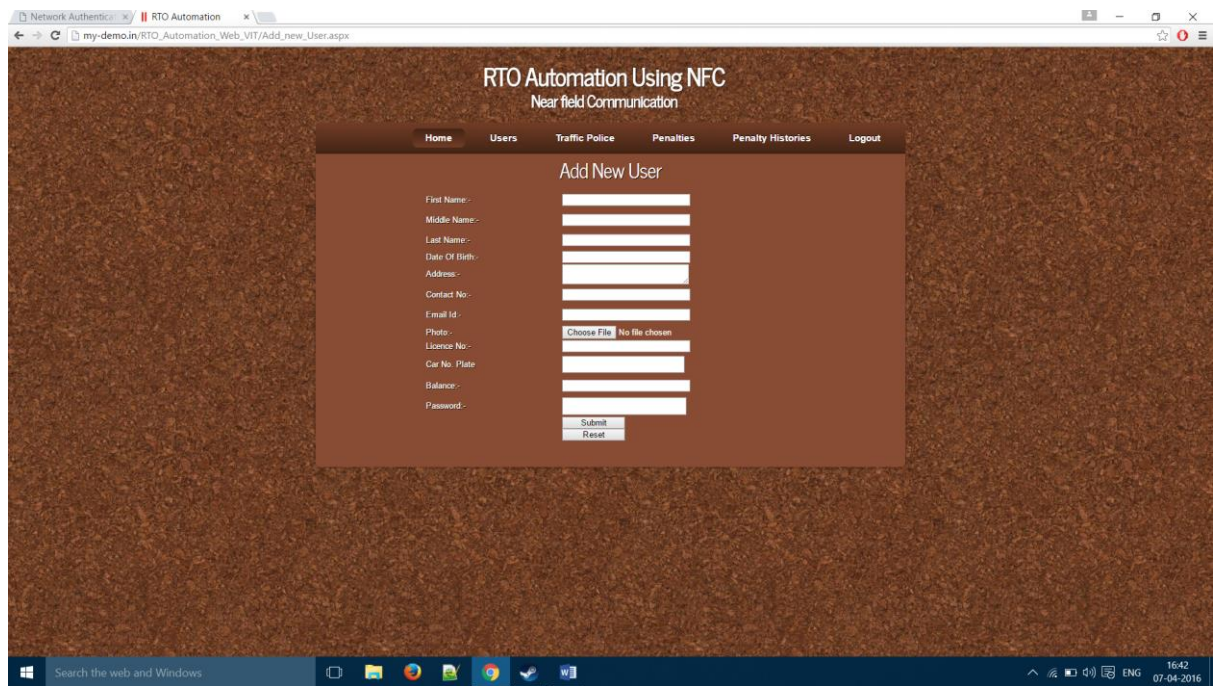 Network Authenticat
RTO Automation
my-demo.in/RTO_Automation_Web_VIT/Add_new_User.aspx
RTO Automation Using NFC
Near field Communication
Home Users Traffic Police Penalties Penalty Histories Logout
Add New User
First Name:-
Middle Name:-
Last Name:-
Date Of Birth:-
Address:-
Contact No:-
Email Id:-
Photo:- Choose File No file chosen
Licence No:-
Car No. Plate
Balance:-
Password:-
Submit
Reset
Search the web and Windows
ENG
16:42
07-04-2016